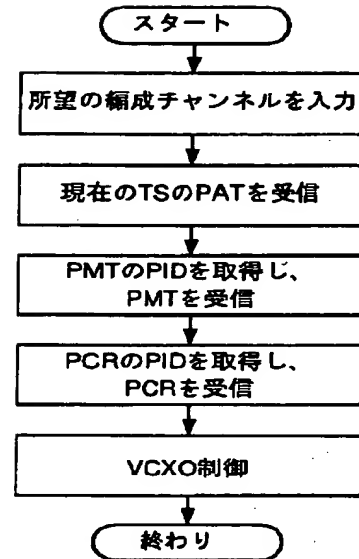 スタート
所望の編成チャンネルを入力
現在のTSのPATを受信
PMTのPIDを取得し、
PMTを受信
PCRのPIDを取得し、
PCRを受信
VCXO制御
終わり